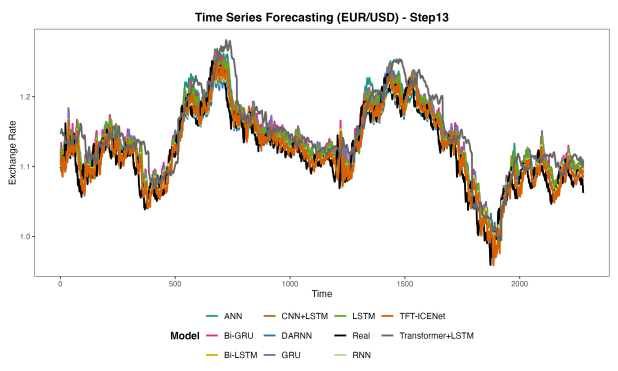 Time Series Forecasting (EUR/USD) - Step13
Exchange Rate
1.2
1.1
1.0
0 500 1000 1500 2000
Time
Model
ANN CNN+LSTM LSTM TFT-ICENet
Bi-GRU DARNN Real Transformer+LSTM
Bi-LSTM GRU RNN